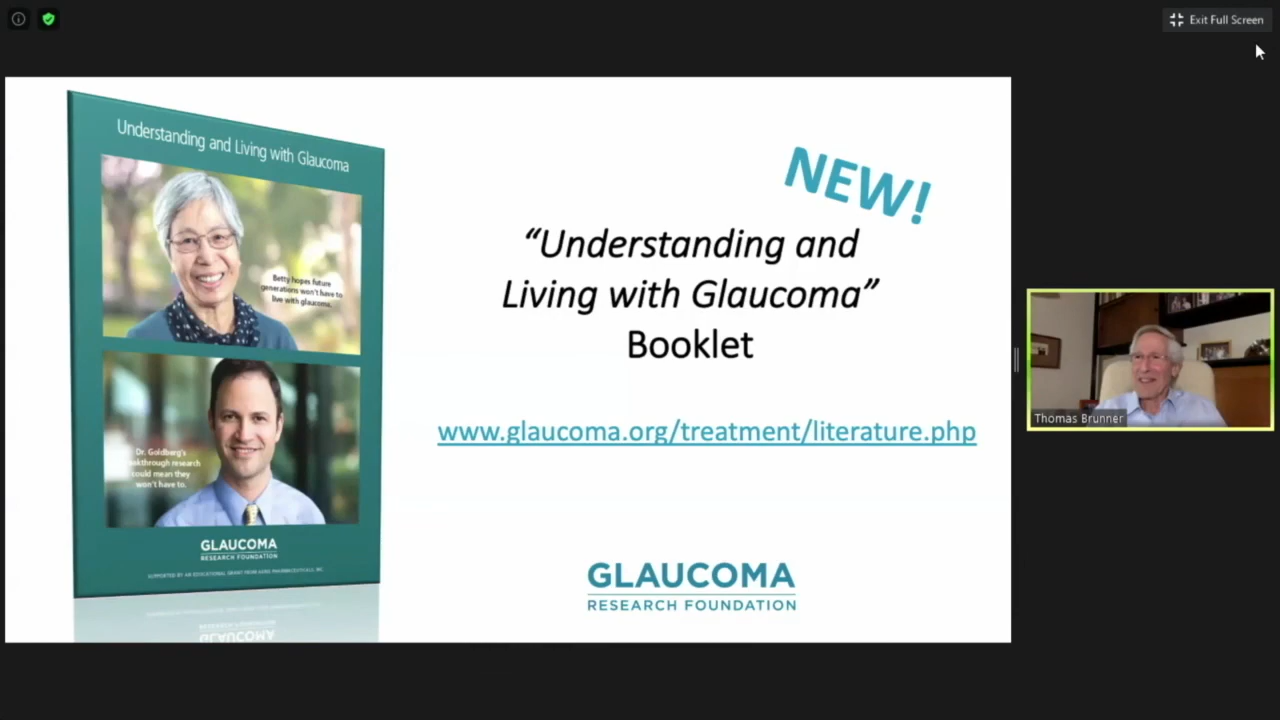 Exit Full Screen
Understanding and Living with Glaucoma
Betty hopes future
generations won't have to
live with glaucoma.
Dr. Goldberg's
breakthrough research
could mean they
won't have to.
GLAUCOMA
RESEARCH FOUNDATION
NEW!
“Understanding and
Living with Glaucoma”
Booklet
www.glaucoma.org/treatment/literature.php
GLAUCOMA
RESEARCH FOUNDATION
Thomas Brunner